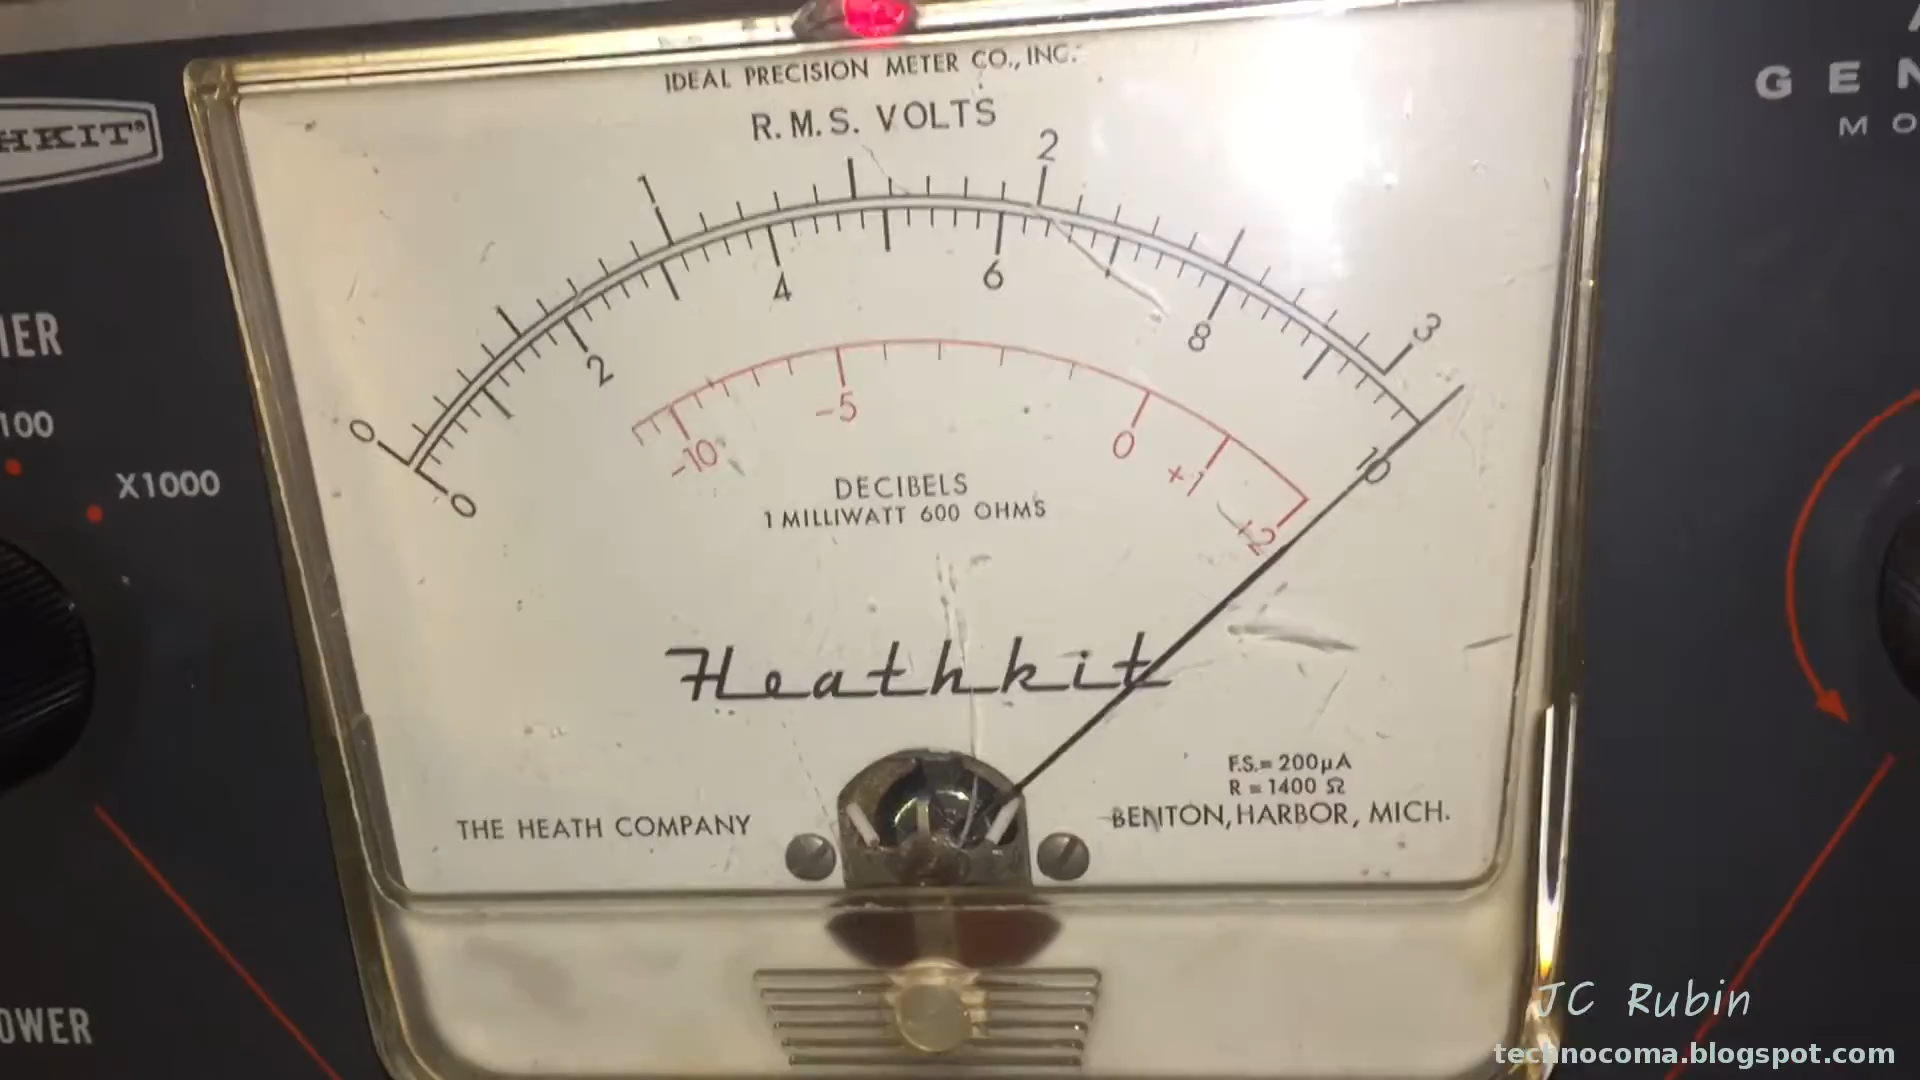 IDEAL PRECISION METER CO., INC.
R.M.S. VOLTS
0 1 2 3
0 2 4 6 8 10
-10 -5 0 +1 +2
DECIBELS
1 MILLIWATT 600 OHMS
Heathkit
F.S.= 200μA
R = 1400 Ω
THE HEATH COMPANY
BENTON, HARBOR, MICH.
HKIT®
IER
100
X1000
OWER
GEN
MO
JC Rubin
technocoma.blogspot.com